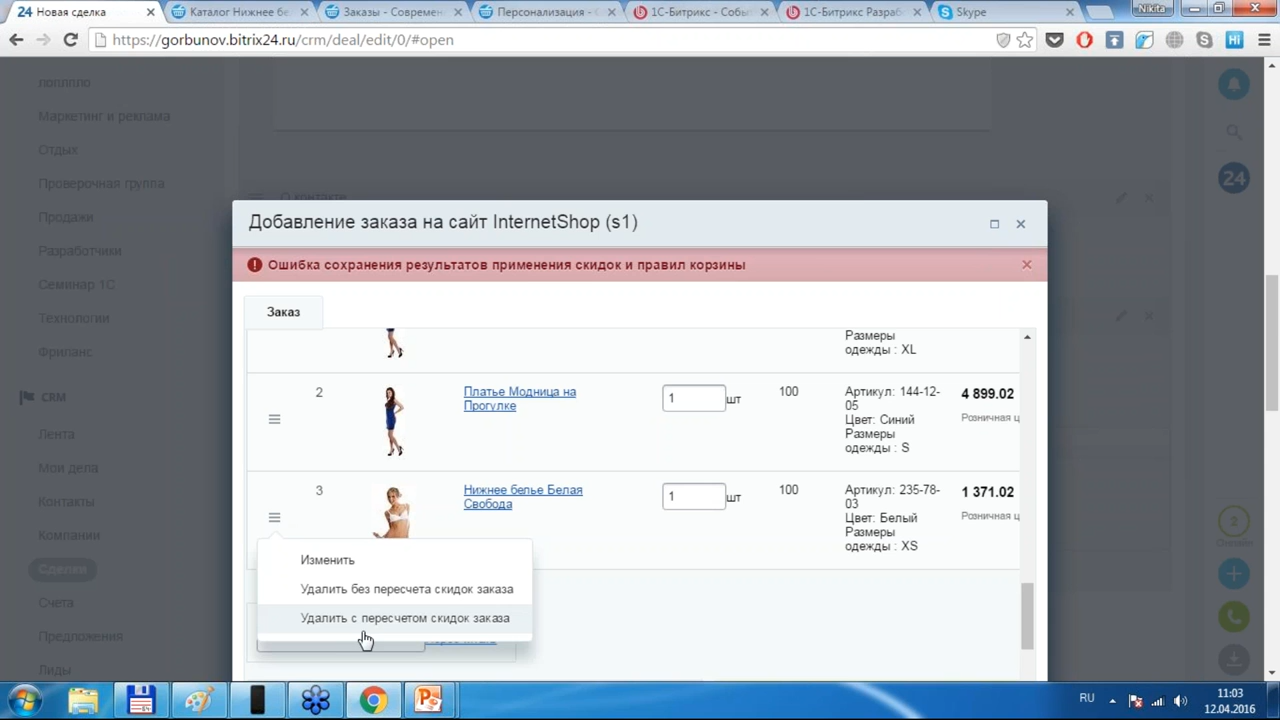 24 Новая сделка
Каталог Нижнее бе
Заказы - Современ
Персонализация - С
1С-Битрикс - Событ
1С-Битрикс Разраб
Skype
Nikita
https://gorbunov.bitrix24.ru/crm/deal/edit/0/#open
Hi
поплпло
Маркетинг и реклама
Отдых
Проверочная группа
Продажи
Разработчики
Семинар 1С
Технологии
Фриланс
CRM
Лента
Мои дела
Контакты
Компании
Сделки
Счета
Предложения
Лиды
О контакте
24
2
Добавление заказа на сайт InternetShop (s1)
Ошибка сохранения результатов применения скидок и правил корзины
Заказ
Размеры
одежды : XL
2
Платье Модница на
Прогулке
1
шт
100
Артикул: 144-12-
05
Цвет: Синий
Размеры
одежды : S
4 899.02
Розничная ц
3
Нижнее белье Белая
Свобода
1
шт
100
Артикул: 235-78-
03
Цвет: Белый
Размеры
одежды : XS
1 371.02
Розничная ц
Изменить
Удалить без пересчета скидок заказа
Удалить с пересчетом скидок заказа
RU
11:03
12.04.2016